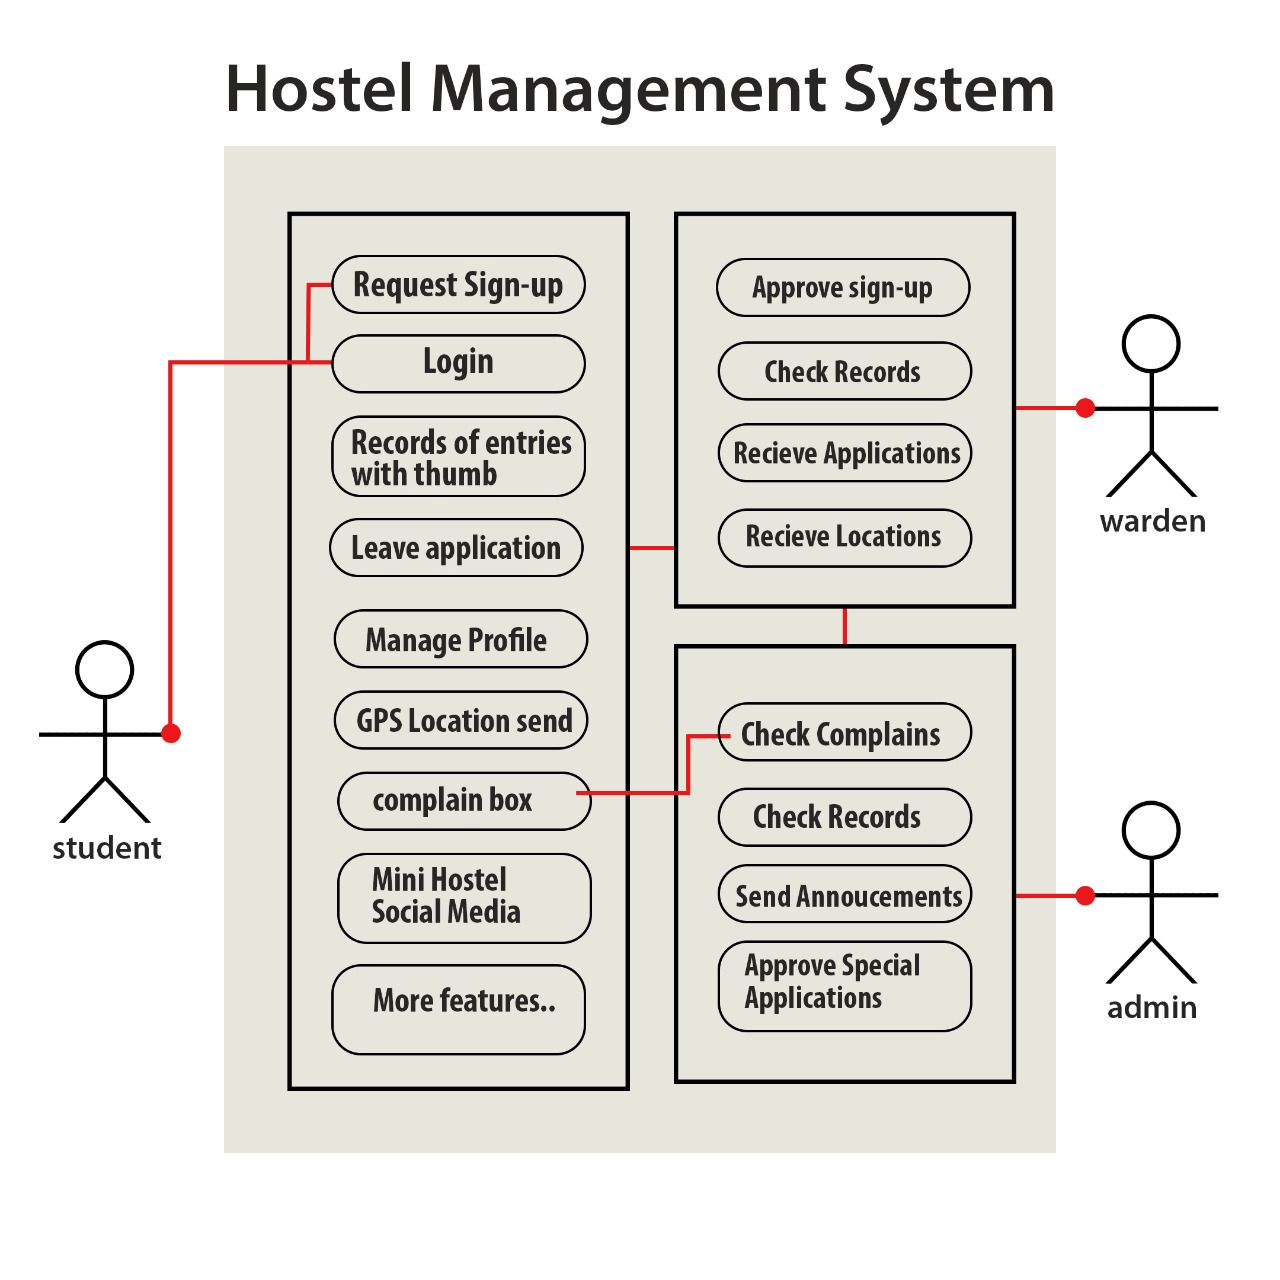 Hostel Management System
Request Sign-up
Login
Records of entries
with thumb
Leave application
Manage Profile
GPS Location send
complain box
Mini Hostel
Social Media
More features..
Approve sign-up
Check Records
Recieve Applications
Recieve Locations
Check Complains
Check Records
Send Annoucements
Approve Special
Applications
student
warden
admin